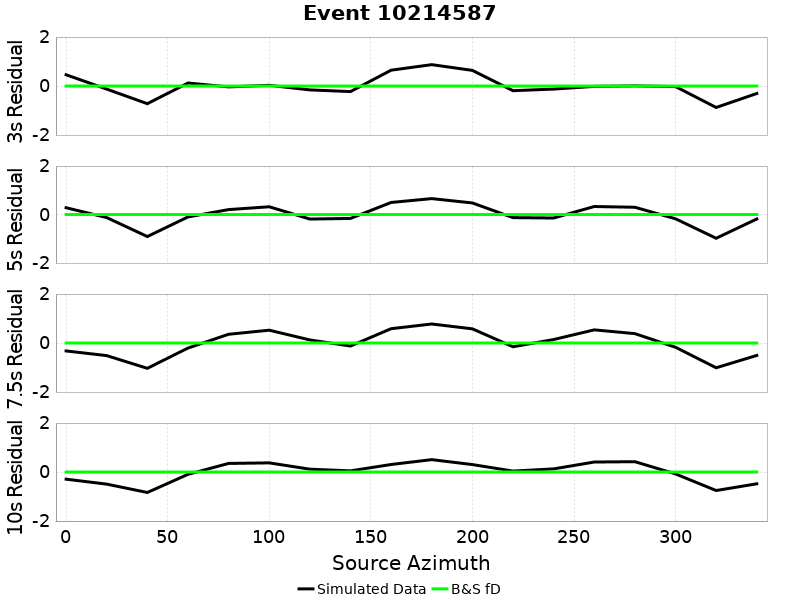 Event 10214587
2
0
-2
3s Residual
2
0
-2
5s Residual
2
0
-2
7.5s Residual
2
0
-2
10s Residual
0 50 100 150 200 250 300
Source Azimuth
Simulated Data B&S fD